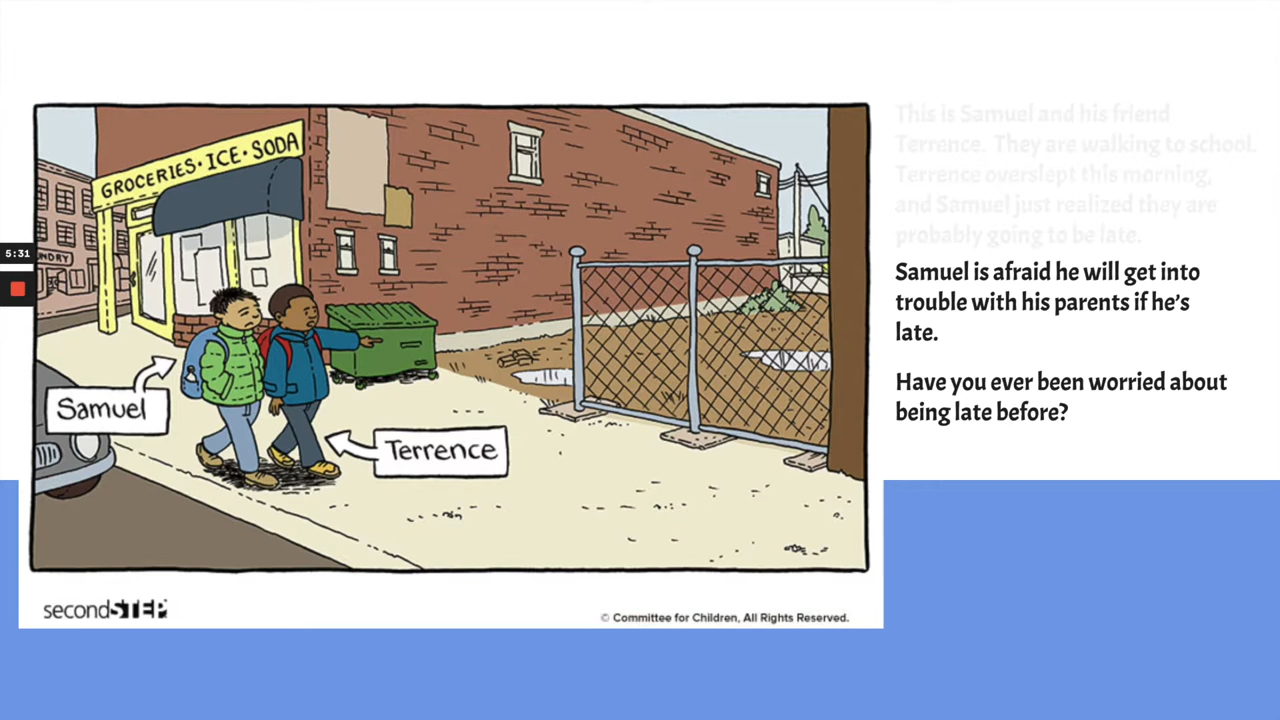 This is Samuel and his friend
Terrence. They are walking to school.
Terrence overslept this morning,
and Samuel just realized they are
probably going to be late.
Samuel is afraid he will get into
trouble with his parents if he's
late.
Have you ever been worried about
being late before?
GROCERIES·ICE·SODA
NDRY
5:31
Samuel
Terrence
secondSTEP
© Committee for Children, All Rights Reserved.